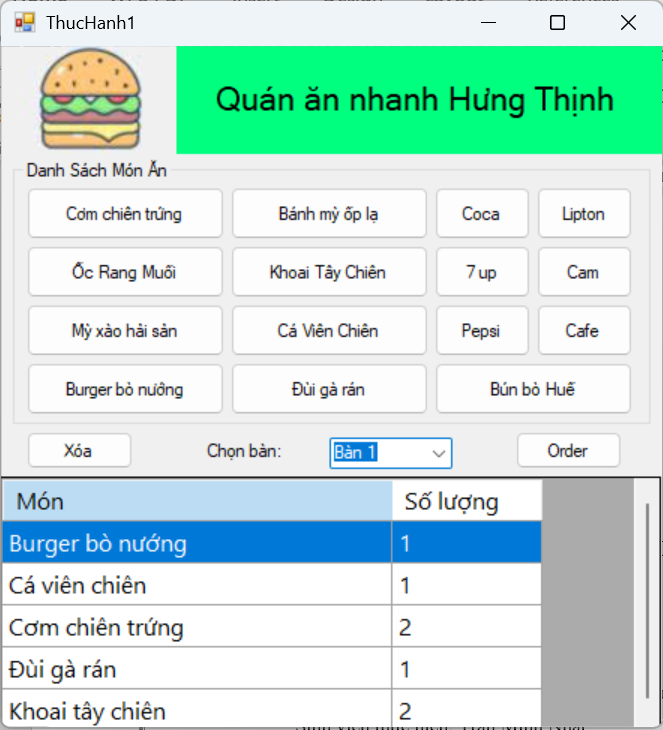 ThucHanh1
Quán ăn nhanh Hưng Thịnh
Danh Sách Món Ăn
Cơm chiên trứng Bánh mỳ ốp lạ Coca Lipton
Ốc Rang Muối Khoai Tây Chiên 7 up Cam
Mỳ xào hải sản Cá Viên Chiên Pepsi Cafe
Burger bò nướng Đùi gà rán Bún bò Huế
Xóa Chọn bàn: Bàn 1 Order
Món Số lượng
Burger bò nướng 1
Cá viên chiên 1
Cơm chiên trứng 2
Đùi gà rán 1
Khoai tây chiên 2